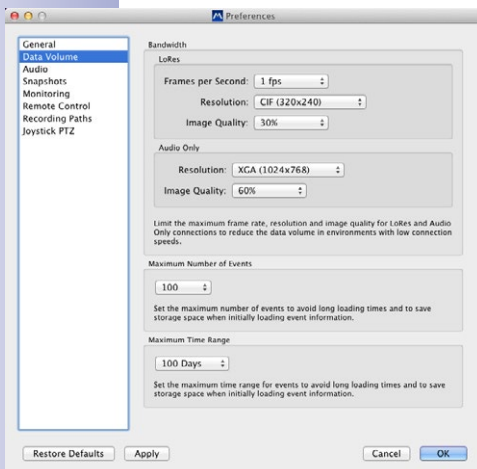 Preferences
General
Data Volume
Audio
Snapshots
Monitoring
Remote Control
Recording Paths
Joystick PTZ
Bandwidth
LoRes
Frames per Second: 1 fps
Resolution: CIF (320x240)
Image Quality: 30%
Audio Only
Resolution: XGA (1024x768)
Image Quality: 60%
Limit the maximum frame rate, resolution and image quality for LoRes and Audio
Only connections to reduce the data volume in environments with low connection
speeds.
Maximum Number of Events
100
Set the maximum number of events to avoid long loading times and to save
storage space when initially loading event information.
Maximum Time Range
100 Days
Set the maximum time range for events to avoid long loading times and to save
storage space when initially loading event information.
Restore Defaults Apply Cancel OK